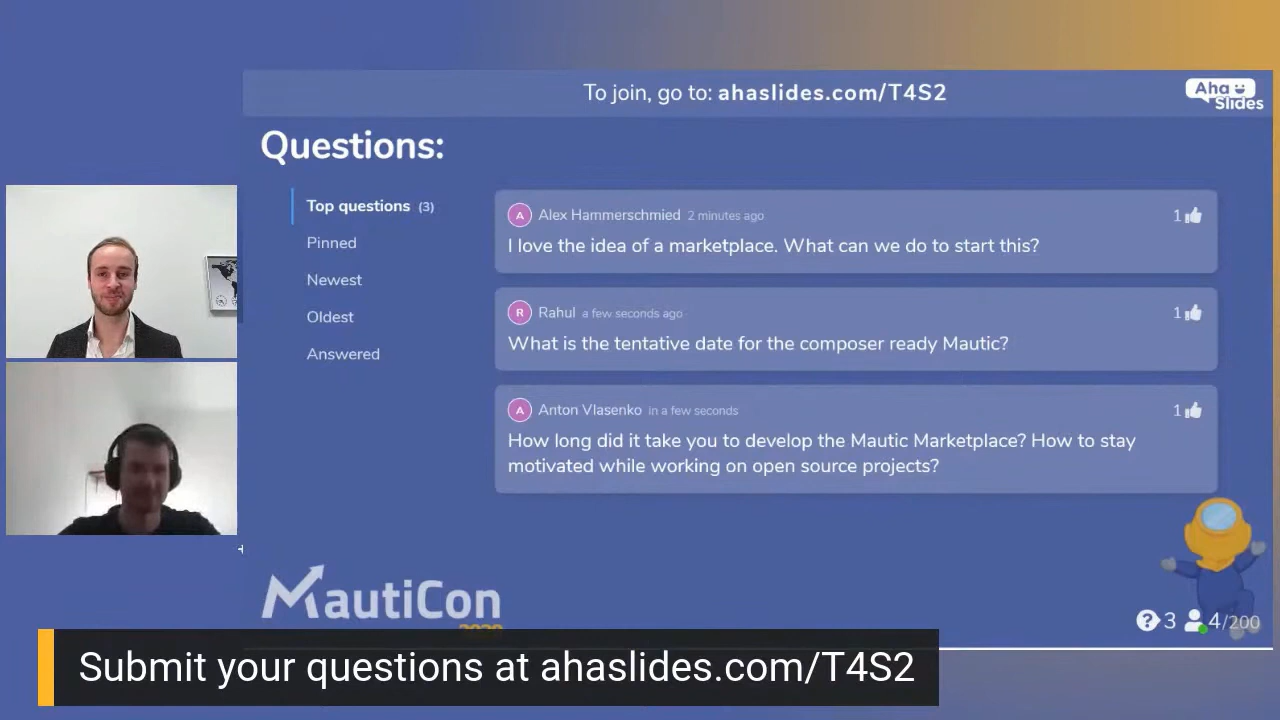 To join, go to: ahaslides.com/T4S2
Aha
Slides
Questions:
Top questions (3)
Pinned
Newest
Oldest
Answered
A Alex Hammerschmied 2 minutes ago 1
I love the idea of a marketplace. What can we do to start this?
R Rahul a few seconds ago 1
What is the tentative date for the composer ready Mautic?
A Anton Vlasenko in a few seconds 1
How long did it take you to develop the Mautic Marketplace? How to stay
motivated while working on open source projects?
MautiCon
2020
? 3 4/200
Submit your questions at ahaslides.com/T4S2